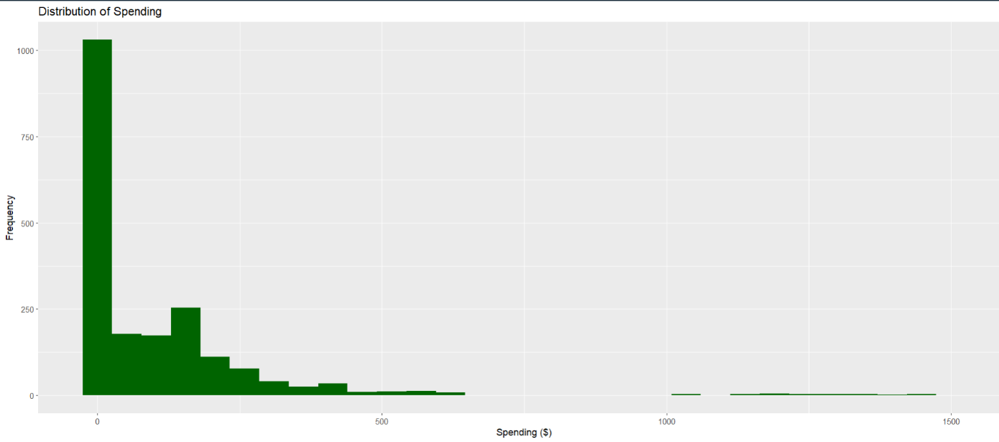 Distribution of Spending
1000
750
500
250
0
Frequency
0 500 1000 1500
Spending ($)